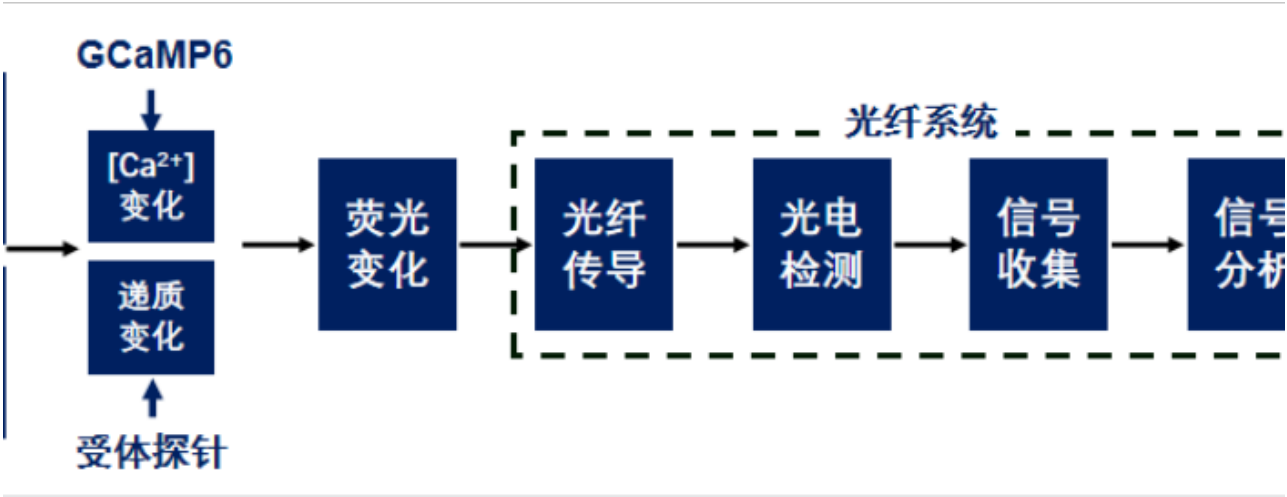 GCaMP6
[Ca²⁺]
变化
递质
变化
受体探针
荧光
变化
光纤系统
光纤
传导
光电
检测
信号
收集
信号
分析